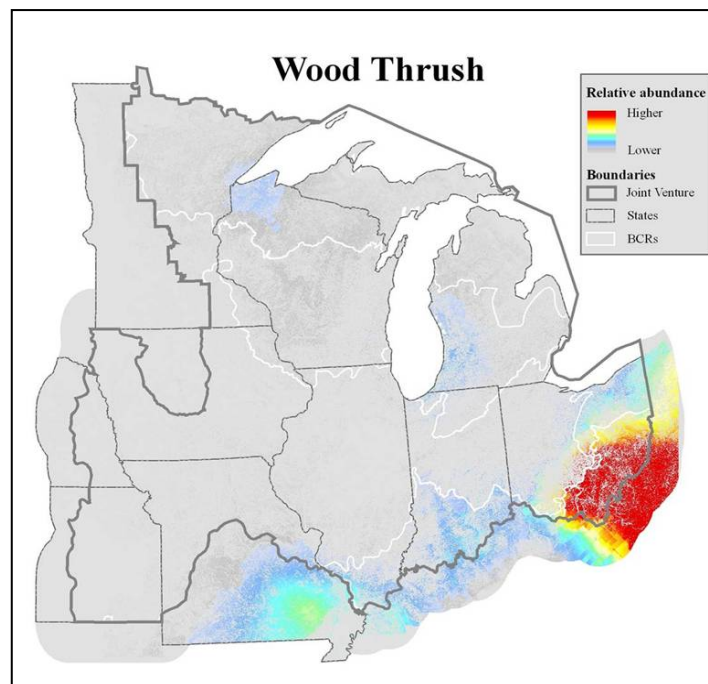 Wood Thrush
Relative abundance
Higher
Lower
Boundaries
Joint Venture
States
BCRs